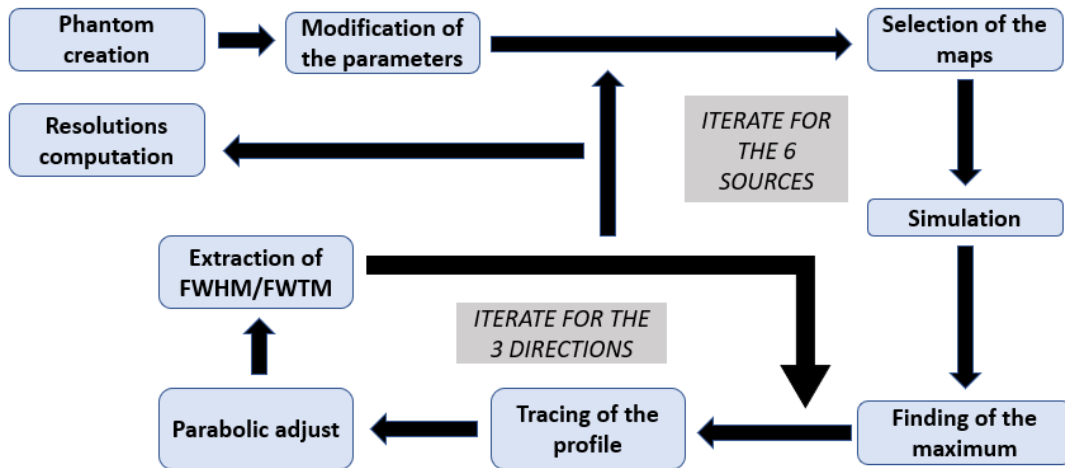 Phantom
creation
Modification of
the parameters
Selection of the
maps
Resolutions
computation
ITERATE FOR
THE 6
SOURCES
Simulation
Extraction of
FWHM/FWTM
ITERATE FOR THE
3 DIRECTIONS
Parabolic adjust
Tracing of the
profile
Finding of the
maximum